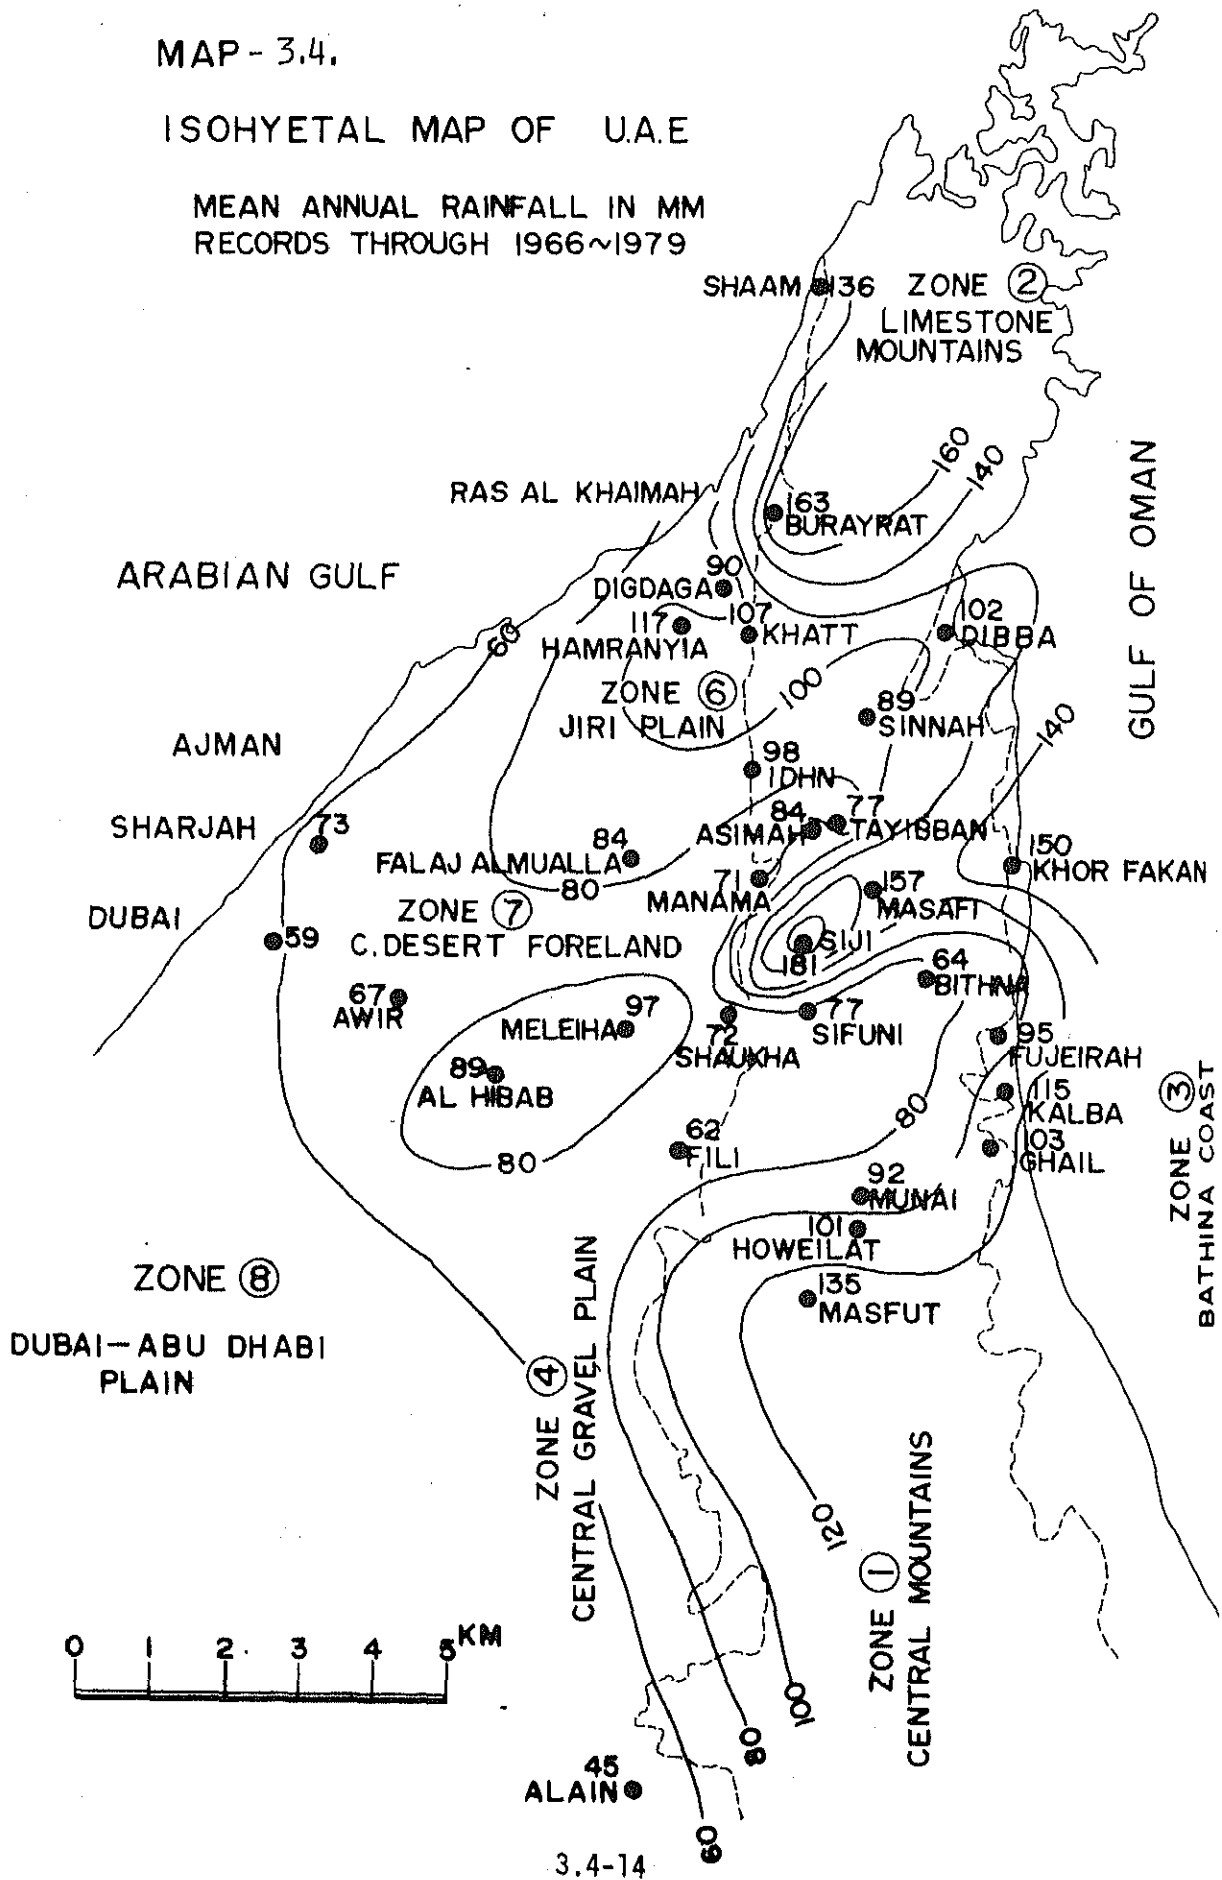 MAP-3.4.
ISOHYETAL MAP OF U.A.E
MEAN ANNUAL RAINFALL IN MM
RECORDS THROUGH 1966~1979
SHAAM 136
ZONE 2
LIMESTONE
MOUNTAINS
160
140
RAS AL KHAIMAH
163
BURAYRAT
GULF OF OMAN
ARABIAN GULF
90
DIGDAGA
117
HAMRANYIA
107
KHATT
102
DIBBA
60
ZONE 6
JIRI PLAIN
100
89
SINNAH
140
AJMAN
98
IDHN
SHARJAH
73
84
ASIMAH
77
TAYIBBAN
84
FALAJ ALMUALLA
80
71
MANAMA
150
KHOR FAKAN
157
MASAFI
DUBAI
59
ZONE 7
C.DESERT FORELAND
SIJI
181
64
BITHNA
67
AWIR
97
MELEIHA
72
SHAUKHA
77
SIFUNI
95
FUJEIRAH
89
AL HIBAB
80
115
KALBA
80
103
GHAIL
62
FILI
ZONE 3
BATHINA COAST
92
MUNAI
101
HOWEILAT
135
MASFUT
ZONE 8
DUBAI-ABU DHABI
PLAIN
ZONE 4
CENTRAL GRAVEL PLAIN
120
ZONE 1
CENTRAL MOUNTAINS
0 1 2 3 4 5 KM
100
80
60
45
ALAIN
3.4-14